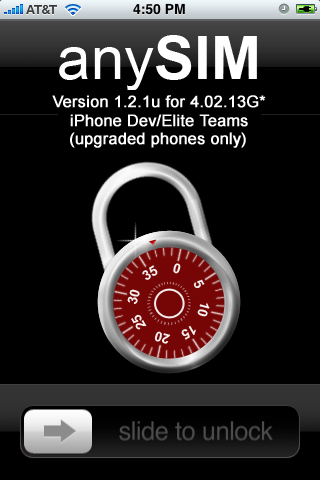 AT&T 4:50 PM
anySIM
Version 1.2.1u for 4.02.13G*
iPhone Dev/Elite Teams
(upgraded phones only)
35 0 5
30 10
25 20 15
slide to unlock